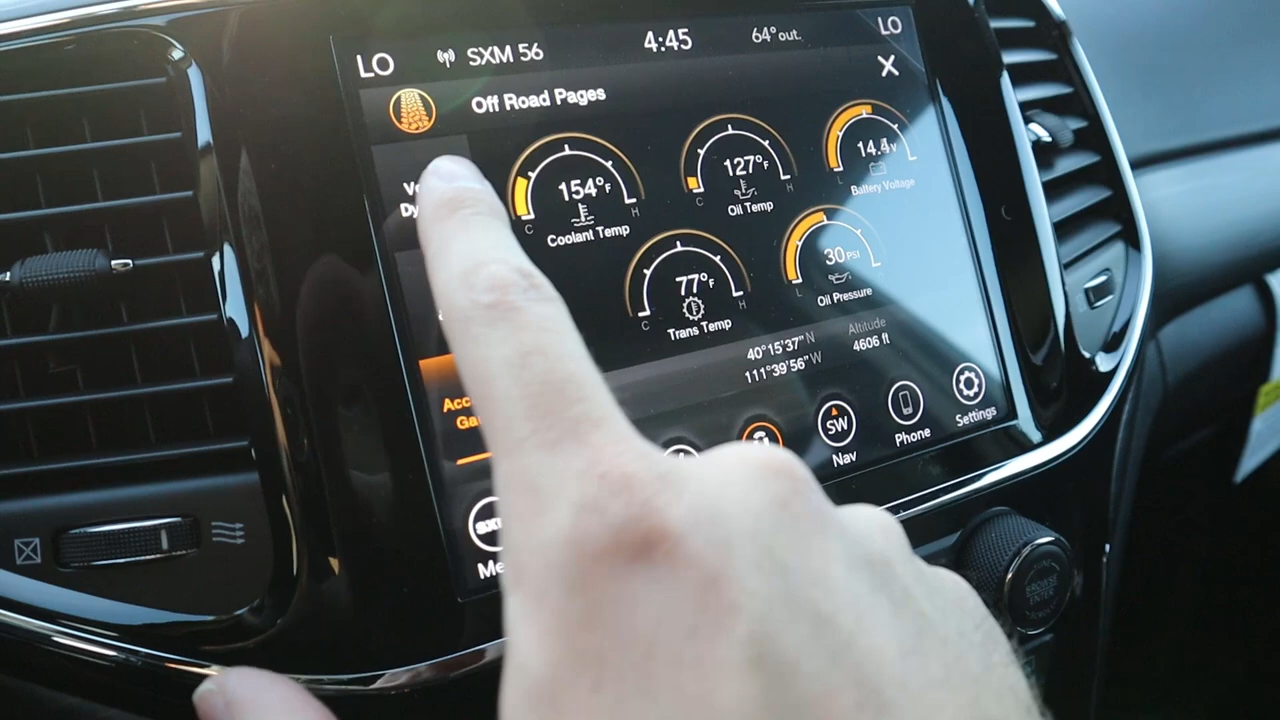 LO
SXM 56
4:45
64° out.
LO
Off Road Pages
154°F
C H
Coolant Temp
127°F
C H
Oil Temp
14.4v
L
Battery Voltage
77°F
C H
Trans Temp
30 PSI
L
Oil Pressure
40°15'37" N
111°39'56" W
Altitude
4606 ft
SW
Nav
Phone
Settings
BROWSE
ENTER